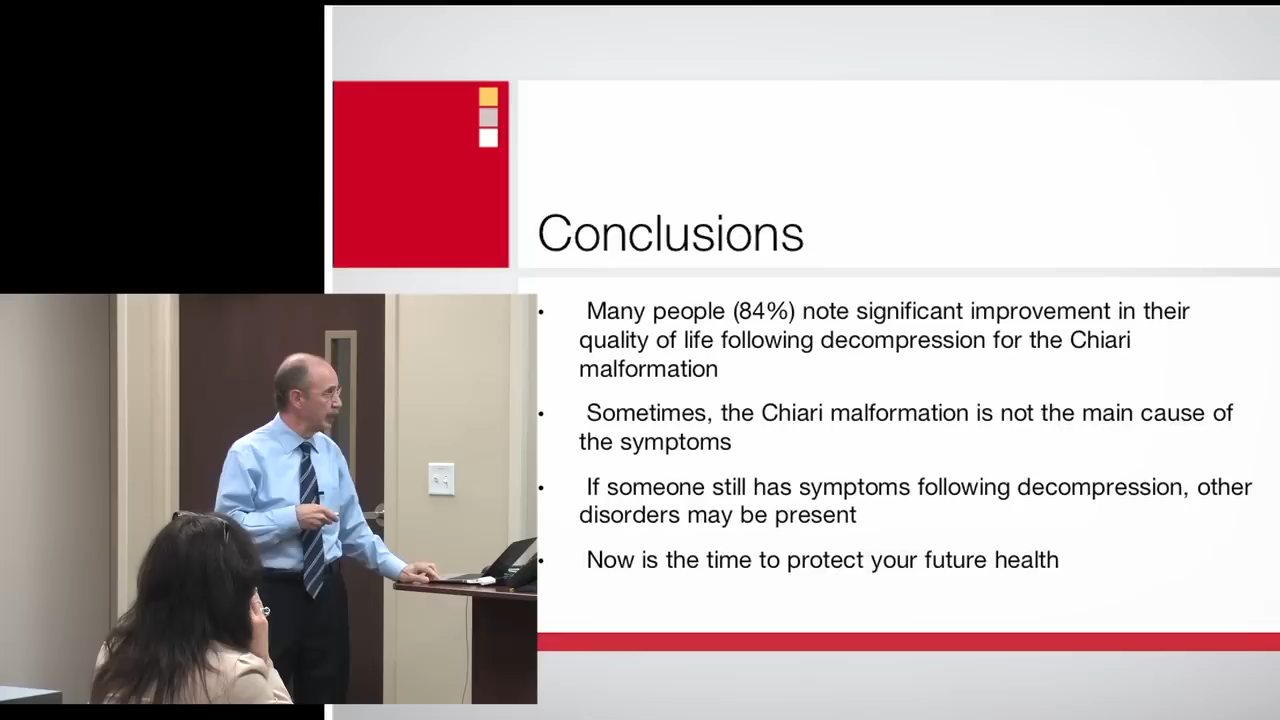 Conclusions
• Many people (84%) note significant improvement in their
quality of life following decompression for the Chiari
malformation
• Sometimes, the Chiari malformation is not the main cause of
the symptoms
• If someone still has symptoms following decompression, other
disorders may be present
• Now is the time to protect your future health